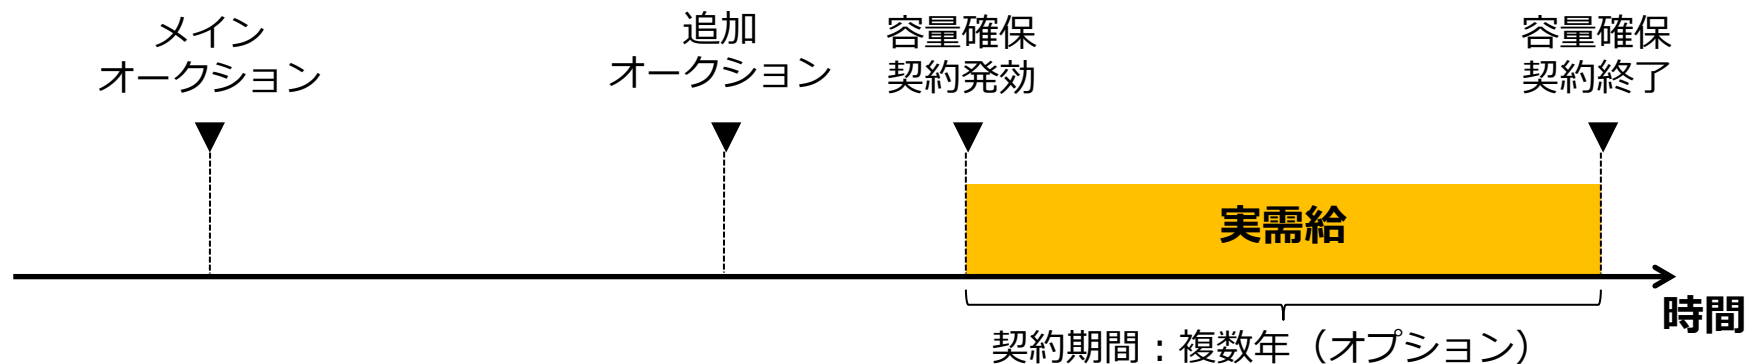 メイン
オークション
追加
オークション
容量確保
契約発効
容量確保
契約終了
実需給
時間
契約期間：複数年（オプション）